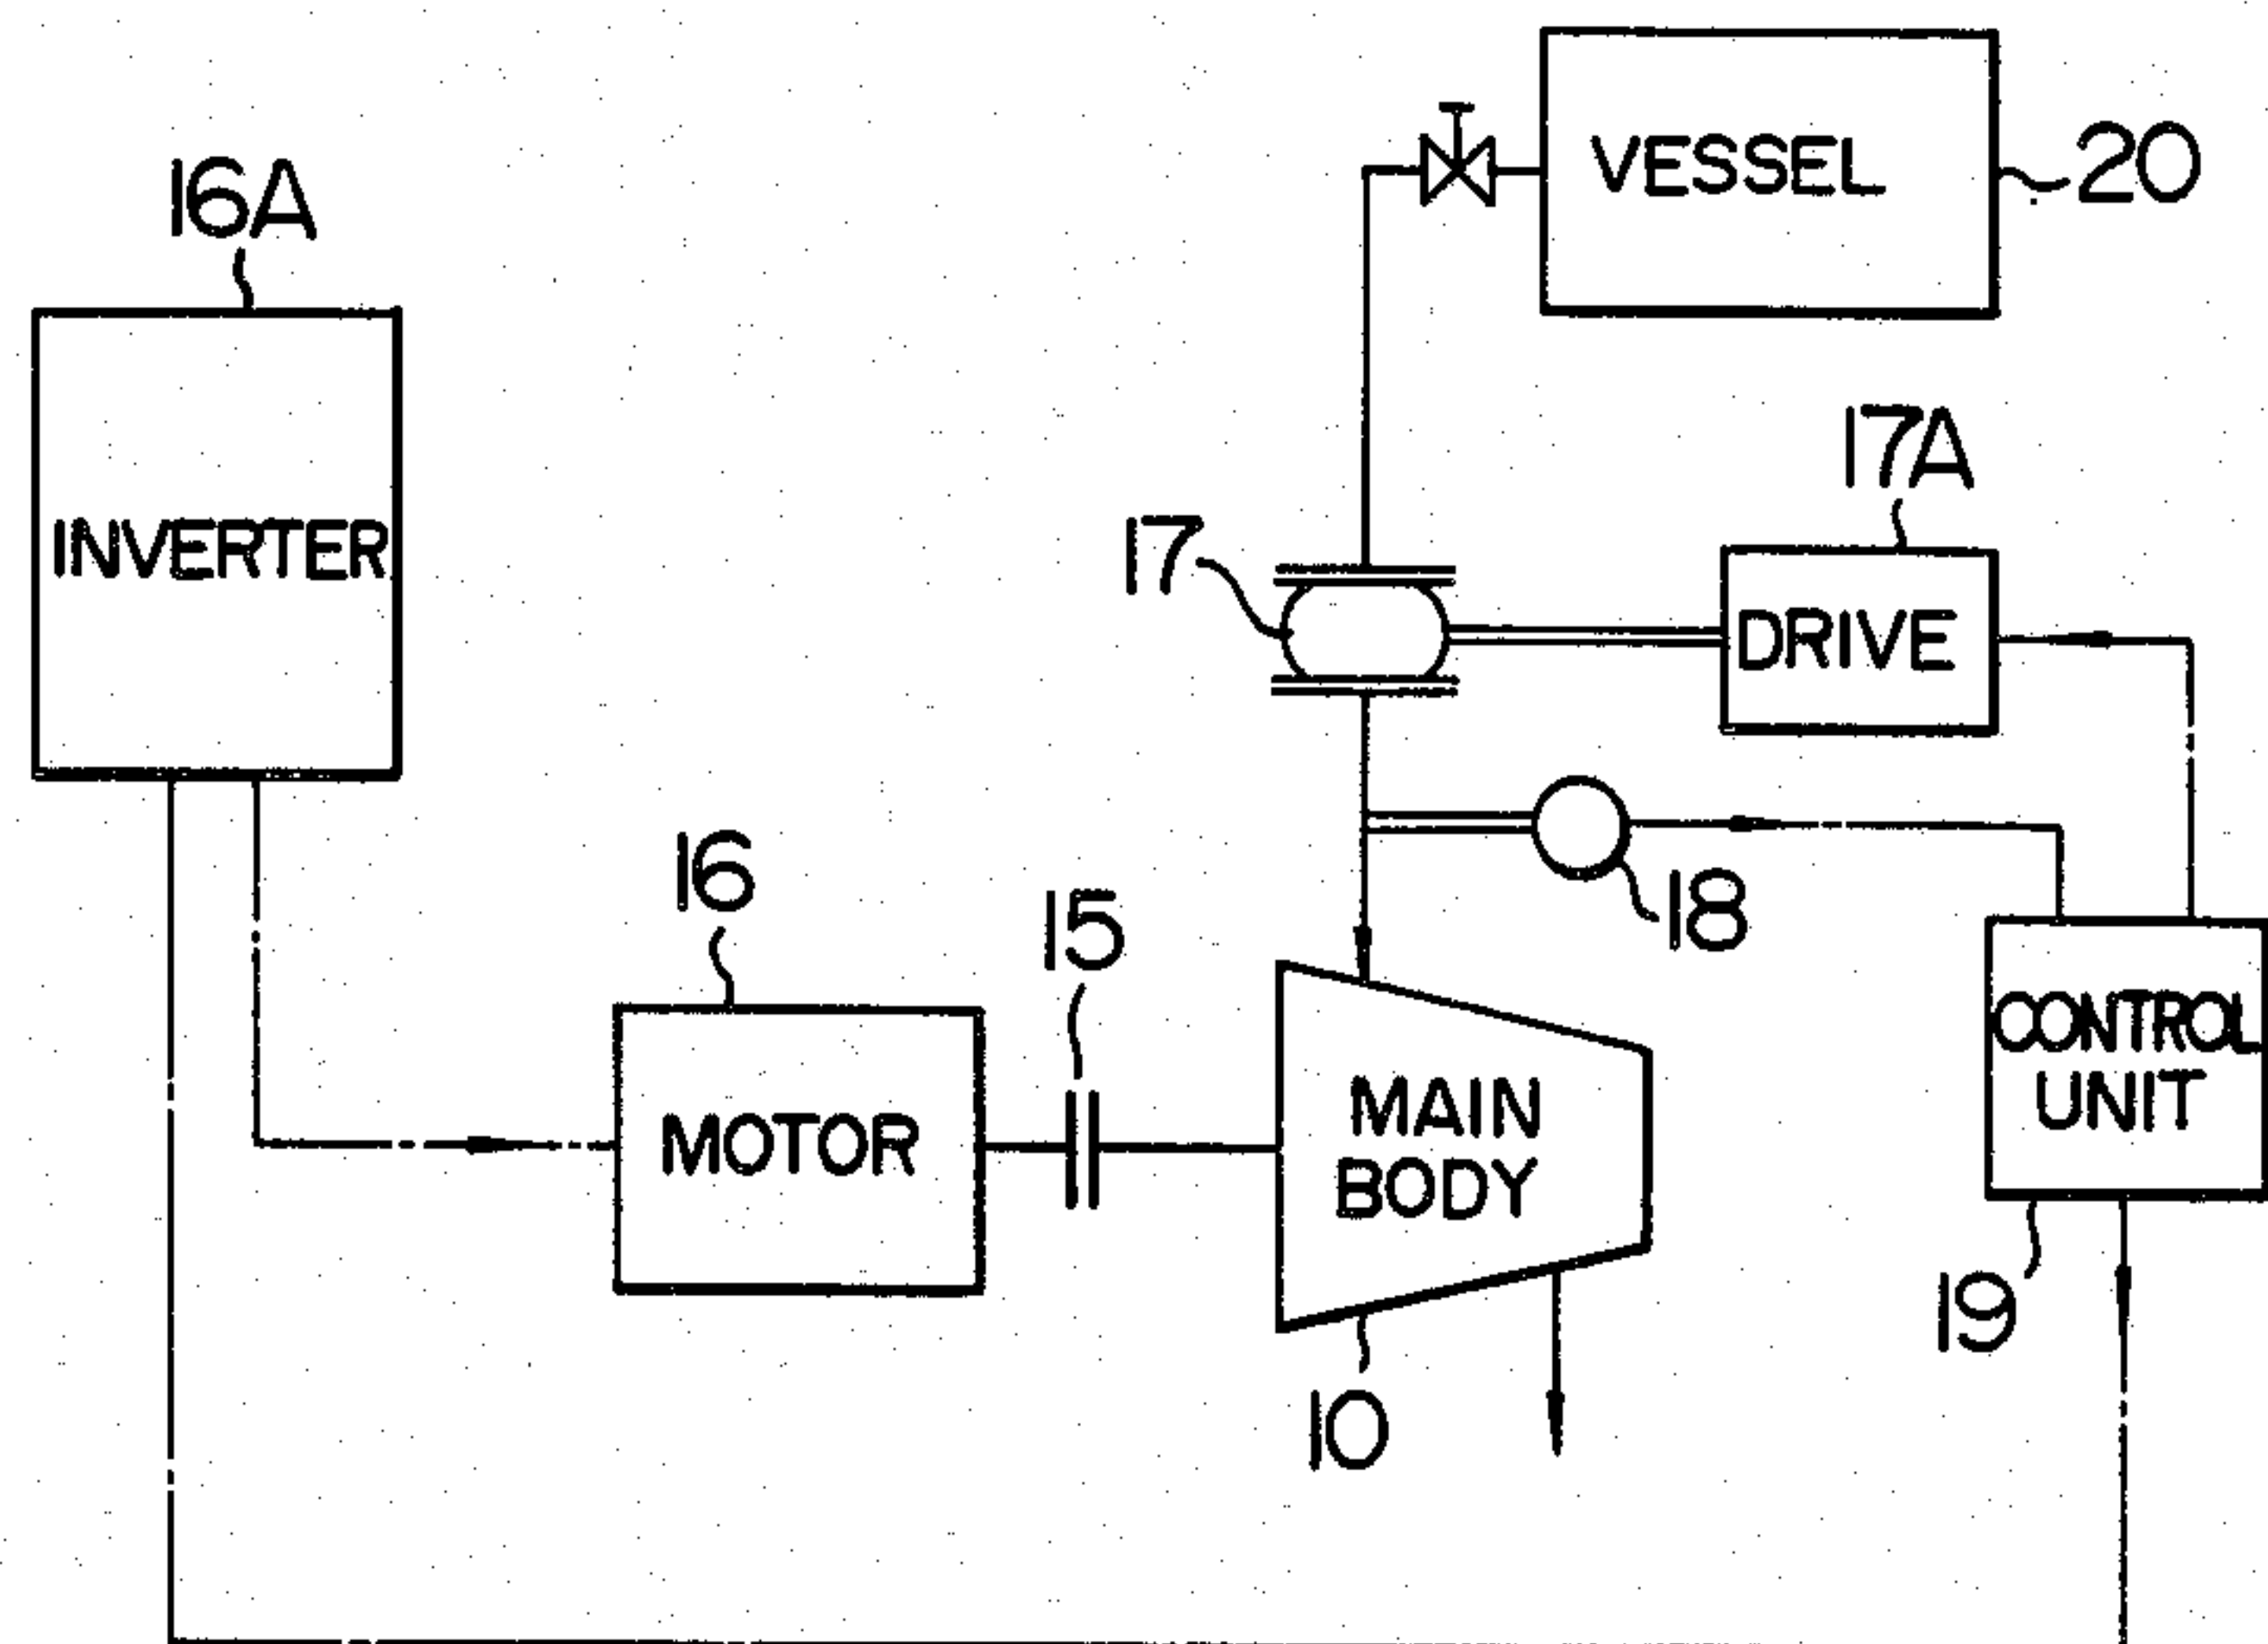 VESSEL
20
16A
17A
INVERTER
17
DRIVE
16
15
18
CONTROL
UNIT
MOTOR
MAIN
BODY
19
10